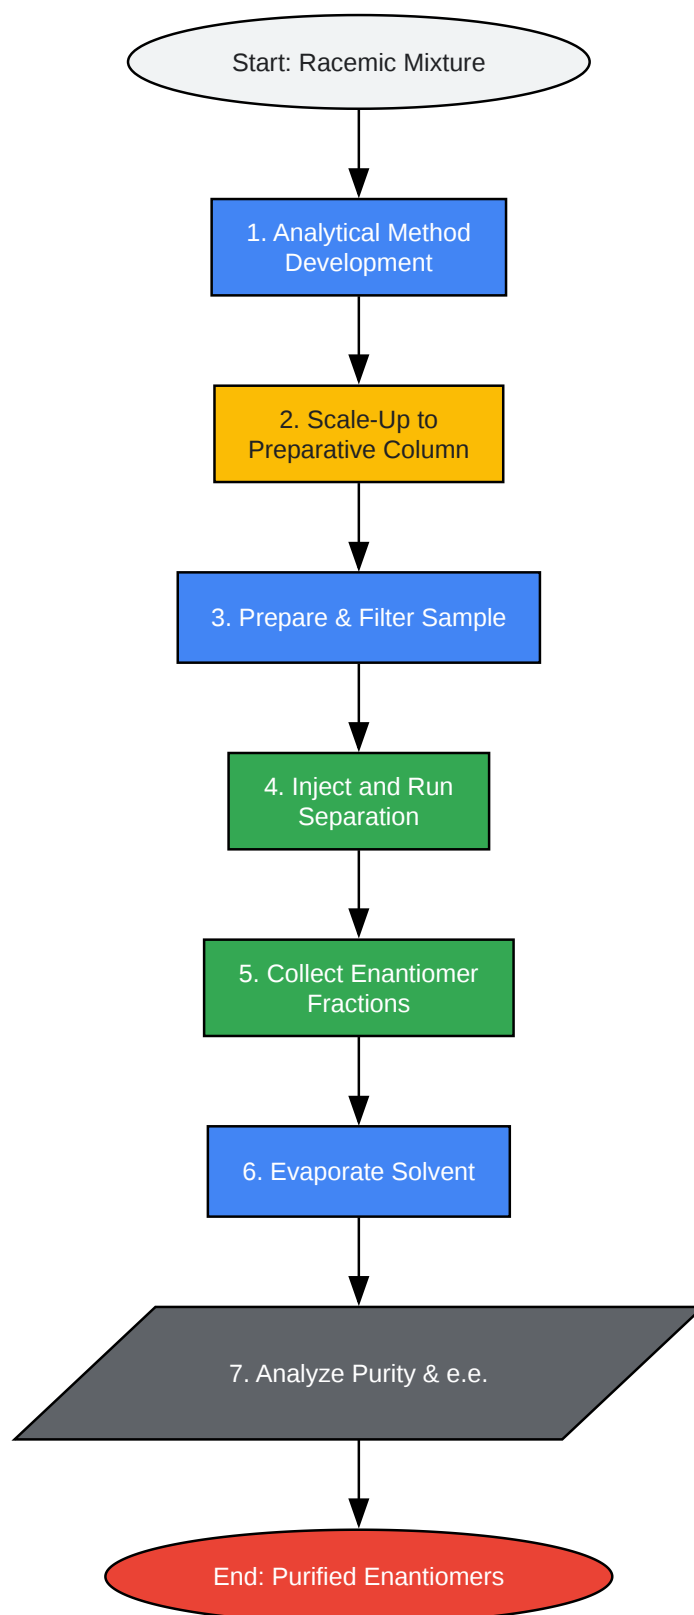 Start: Racemic Mixture
1. Analytical Method
Development
2. Scale-Up to
Preparative Column
3. Prepare & Filter Sample
4. Inject and Run
Separation
5. Collect Enantiomer
Fractions
6. Evaporate Solvent
7. Analyze Purity & e.e.
End: Purified Enantiomers